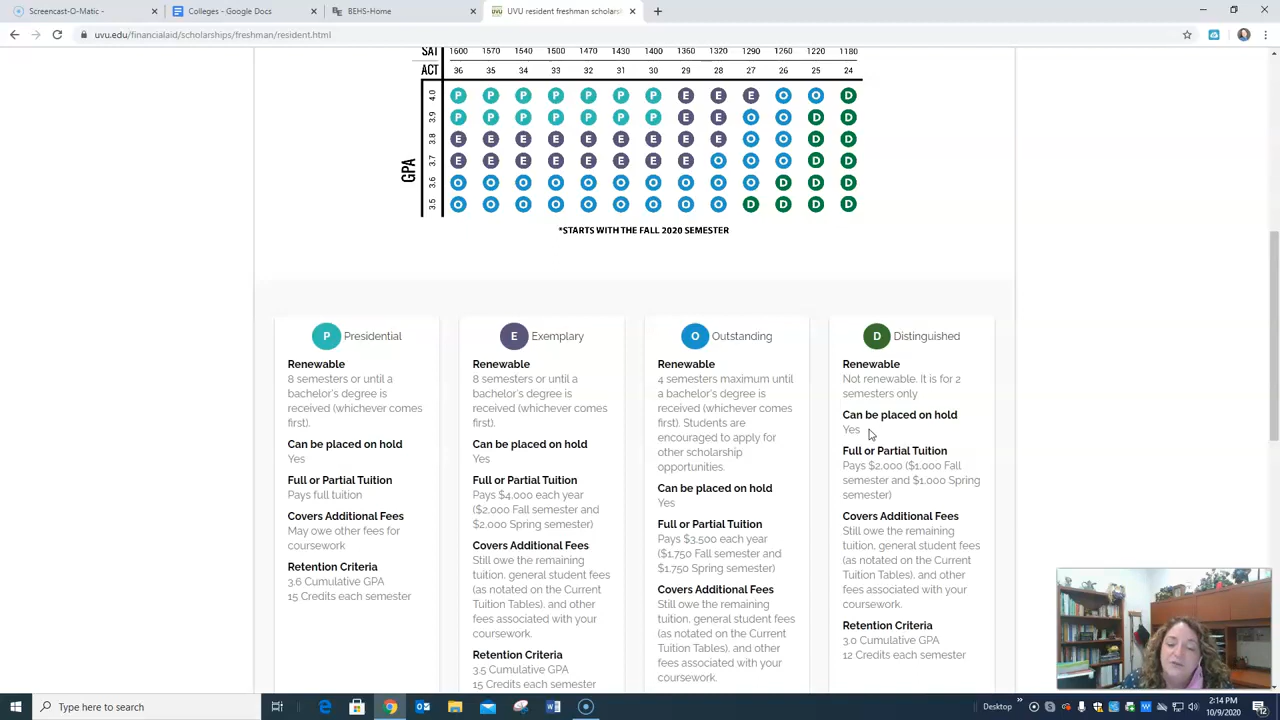 Screencast-O-Matic -
Colleges - Google Docs
BEHS-Home
UVU resident freshman scholars
uvu.edu/financialaid/scholarships/freshman/resident.html
SAT 1600 1570 1540 1500 1470 1430 1400 1360 1320 1290 1260 1220 1180
ACT 36 35 34 33 32 31 30 29 28 27 26 25 24
GPA
4.0 P P P P P P P E E E O O D
3.9 P P P P P P P E E O O D D
3.8 E E E E E E E E E O O D D
3.7 E E E E E E E E O O O D D
3.6 O O O O O O O O O O D D D
3.5 O O O O O O O O O D D D D
*STARTS WITH THE FALL 2020 SEMESTER
P Presidential
Renewable
8 semesters or until a
bachelor's degree is
received (whichever comes
first).
Can be placed on hold
Yes
Full or Partial Tuition
Pays full tuition
Covers Additional Fees
May owe other fees for
coursework
Retention Criteria
3.6 Cumulative GPA
15 Credits each semester
E Exemplary
Renewable
8 semesters or until a
bachelor's degree is
received (whichever comes
first).
Can be placed on hold
Yes
Full or Partial Tuition
Pays $4,000 each year
($2,000 Fall semester and
$2,000 Spring semester)
Covers Additional Fees
Still owe the remaining
tuition, general student fees
(as notated on the Current
Tuition Tables), and other
fees associated with your
coursework.
Retention Criteria
3.5 Cumulative GPA
15 Credits each semester
O Outstanding
Renewable
4 semesters maximum until
a bachelor's degree is
received (whichever comes
first). Students are
encouraged to apply for
other scholarship
opportunities.
Can be placed on hold
Yes
Full or Partial Tuition
Pays $3,500 each year
($1,750 Fall semester and
$1,750 Spring semester)
Covers Additional Fees
Still owe the remaining
tuition, general student fees
(as notated on the Current
Tuition Tables), and other
fees associated with your
coursework.
D Distinguished
Renewable
Not renewable. It is for 2
semesters only
Can be placed on hold
Yes
Full or Partial Tuition
Pays $2,000 ($1,000 Fall
semester and $1,000 Spring
semester)
Covers Additional Fees
Still owe the remaining
tuition, general student fees
(as notated on the Current
Tuition Tables), and other
fees associated with your
coursework.
Retention Criteria
3.0 Cumulative GPA
12 Credits each semester
Type here to search
Desktop
2:14 PM
10/9/2020